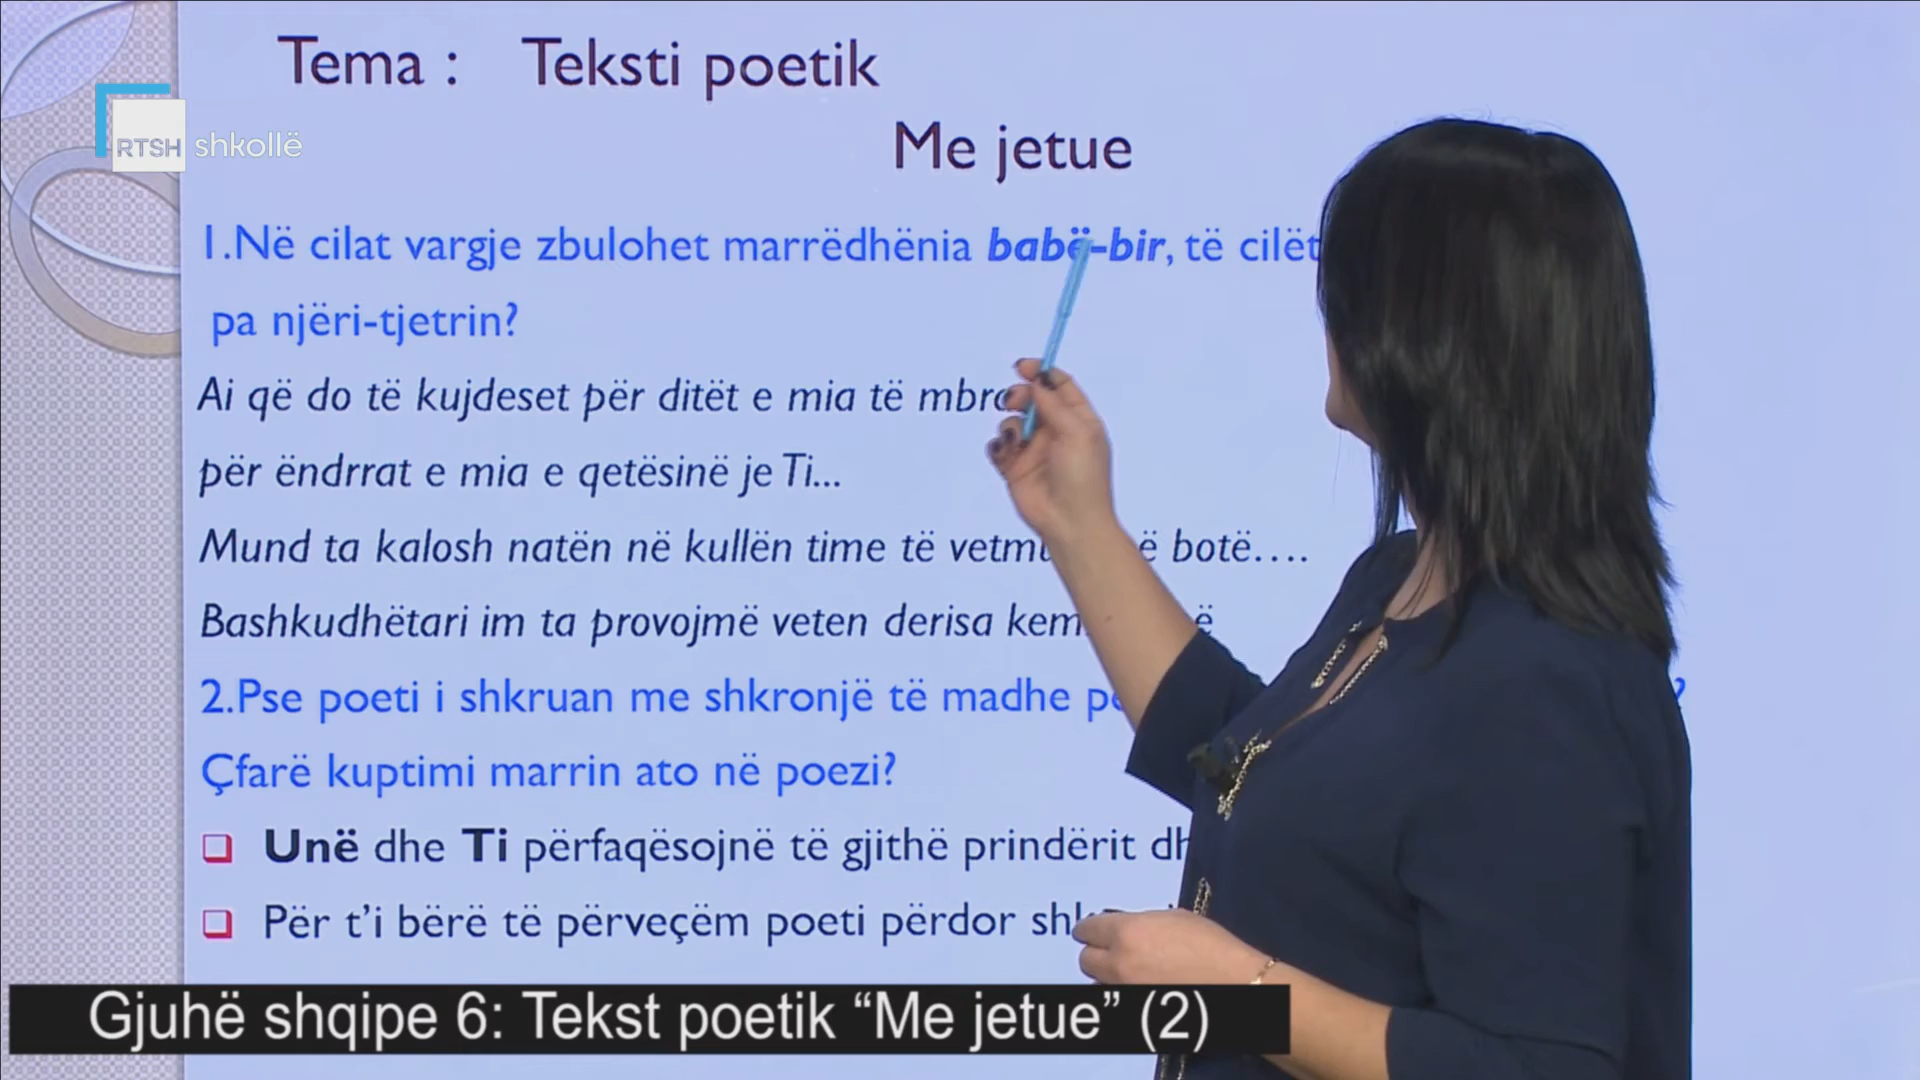 Tema : Teksti poetik
RTSH shkollë
Me jetue
1.Në cilat vargje zbulohet marrëdhënia babë-bir, të cilët
pa njëri-tjetrin?
Ai që do të kujdeset për ditët e mia të
për ëndrrat e mia e qetësinë je Ti...
Mund ta kalosh natën në kullën time të botë....
Bashkudhëtari im ta provojmë veten derisa
2.Pse poeti i shkruan me shkronjë të madhe
Çfarë kuptimi marrin ato në poezi?
Unë dhe Ti përfaqësojnë të gjithë prindërit
Për t'i bërë të përveçëm poeti përdor
Gjuhë shqipe 6: Tekst poetik “Me jetue” (2)